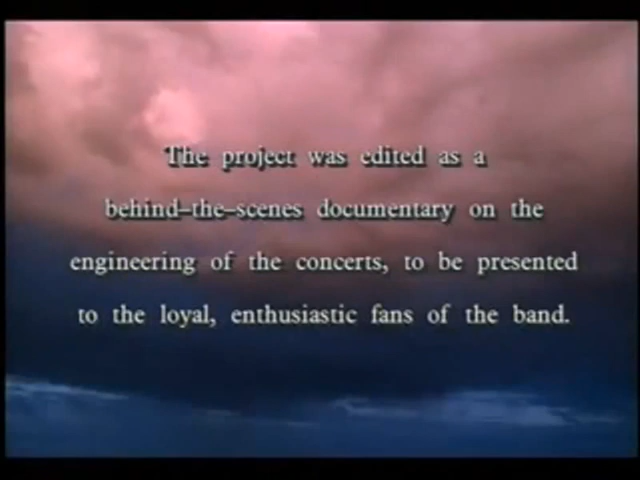 The project was edited as a
behind-the-scenes documentary on the
engineering of the concerts, to be presented
to the loyal, enthusiastic fans of the band.